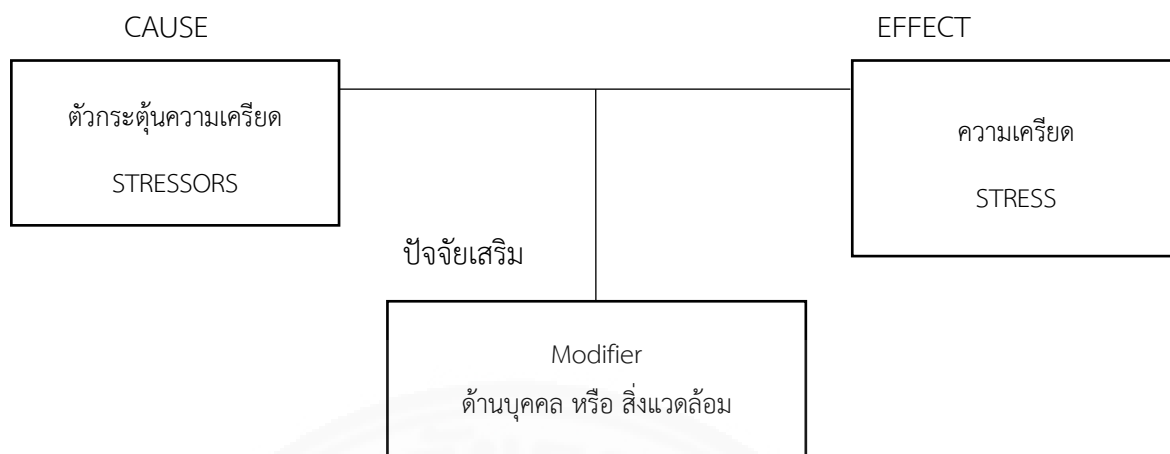 CAUSE
EFFECT
ตัวกระตุ้นความเครียด
STRESSORS
ความเครียด
STRESS
ปัจจัยเสริม
Modifier
ด้านบุคคล หรือ สิ่งแวดล้อม